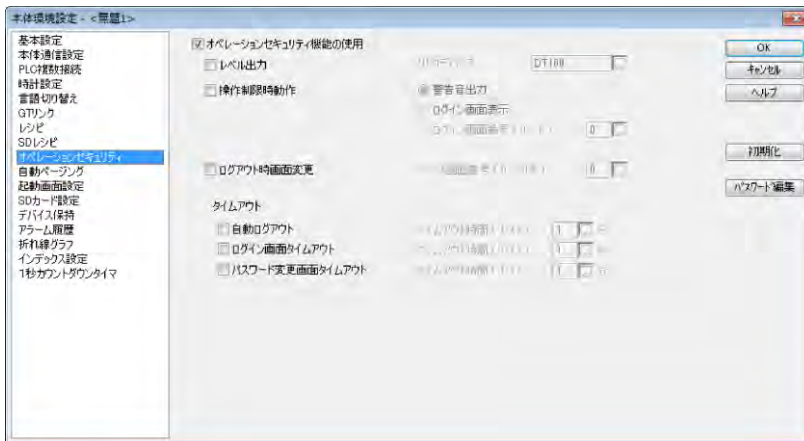 本体環境設定 - <無題1>
基本設定
本体通信設定
PLC複数接続
時計設定
言語切り替え
GTリンク
レシピ
SDレシピ
オペレーションセキュリティ
自動ページング
起動画面設定
SDカード設定
デバイス保持
アラーム履歴
折れ線グラフ
インデックス設定
1秒カウントダウンタイマ
オペレーションセキュリティ機能の使用
レベル出力
DT100
操作制限時動作
警告音出力
ログイン画面表示
0
ログアウト時画面変更
0
タイムアウト
自動ログアウト
1
ログイン画面タイムアウト
1
パスワード変更画面タイムアウト
1
OK
キャンセル
ヘルプ
初期化
パスワード編集